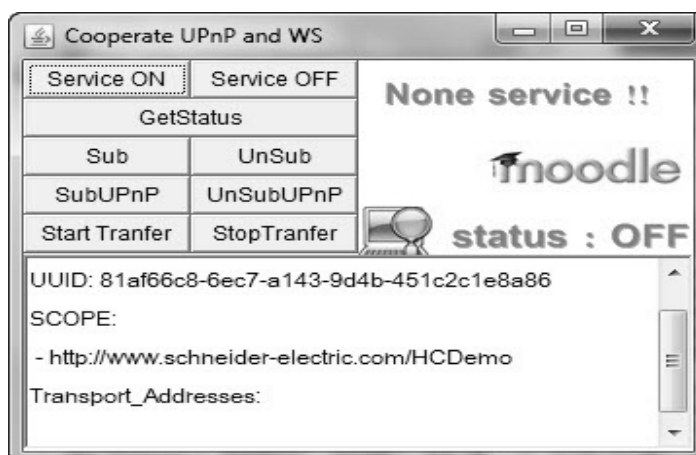 Cooperate UPnP and WS
Service ON Service OFF
None service !!
GetStatus
Sub UnSub
moodle
SubUPnP UnSubUPnP
Start Tranfer StopTranfer
status : OFF
UUID: 81af66c8-6ec7-a143-9d4b-451c2c1e8a86
SCOPE:
- http://www.schneider-electric.com/HCDemo
Transport_Addresses: